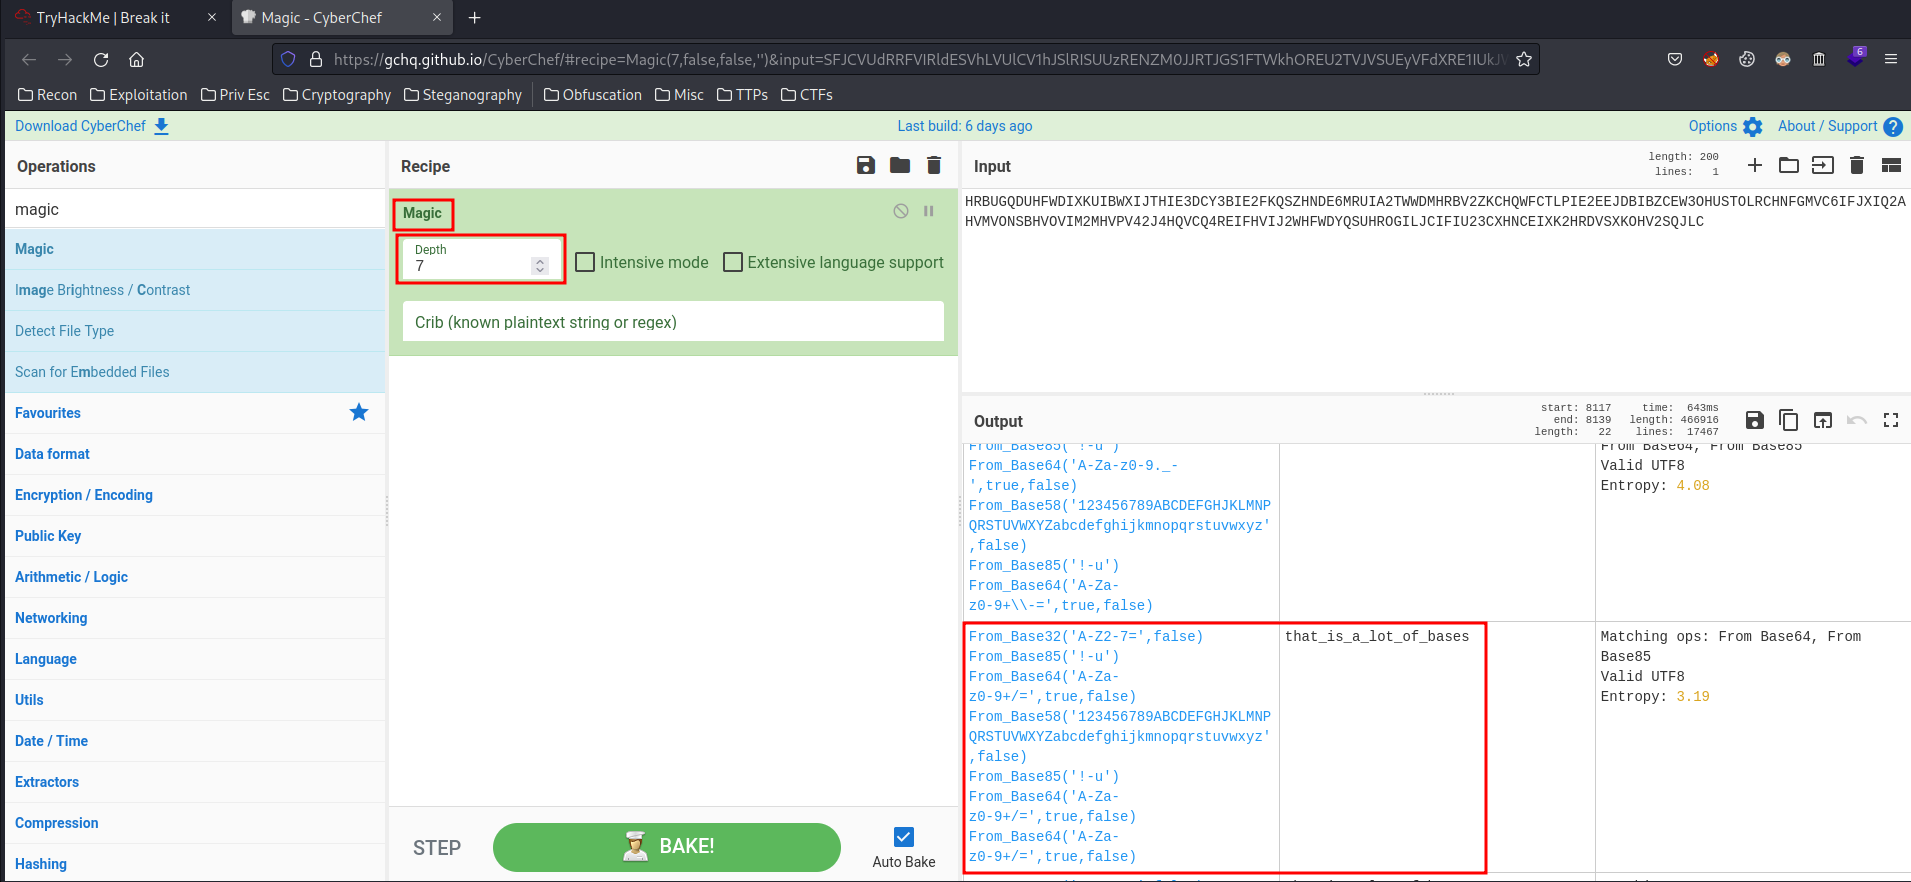 TryHackMe | Break it
Magic - CyberChef
https://gchq.github.io/CyberChef/#recipe=Magic(7,false,false,'')&input=
6
Recon
Exploitation
Priv Esc
Cryptography
Steganography
Obfuscation
Misc
TTPs
CTFs
Download CyberChef
Last build: 6 days ago
Options
About / Support
Operations
magic
Magic
Image Brightness / Contrast
Detect File Type
Scan for Embedded Files
Favourites
Data format
Encryption / Encoding
Public Key
Arithmetic / Logic
Networking
Language
Utils
Date / Time
Extractors
Compression
Hashing
Recipe
Magic
Depth
7
Intensive mode
Extensive language support
Crib (known plaintext string or regex)
STEP
BAKE!
Auto Bake
Input
length: 200
lines: 1
HRBUGQDUHFWDIXKUIBWXIJTHIE3DCY3BIE2FKQSZHNDE6MRUIA2TWWDMHRBV2ZKCHQWFCTLPIE2EEJDBIBZCEW3OHUSTOLRCHNFGMVC6IFJXIQ2A
HVMVONSBHVOVIM2MHVPV42J4HQVCQ4REIFHVIJ2WHFWDYQSUHROGILJCIFIU23CXHNCEIXK2HRDVSXKOHV2SQJLC
Output
start: 8117
end: 8139
length: 22
time: 643ms
length: 466916
lines: 17467
From_Base85('!-u')
From_Base64('A-Za-z0-9._-
',true,false)
From_Base58('123456789ABCDEFGHJKLMNP
QRSTUVWXYZabcdefghijkmnopqrstuvwxyz'
,false)
From_Base85('!-u')
From_Base64('A-Za-
z0-9+\\-=',true,false)
From Base64, From Base85
Valid UTF8
Entropy: 4.08
From_Base32('A-Z2-7=',false)
From_Base85('!-u')
From_Base64('A-Za-
z0-9+/=',true,false)
From_Base58('123456789ABCDEFGHJKLMNP
QRSTUVWXYZabcdefghijkmnopqrstuvwxyz'
,false)
From_Base85('!-u')
From_Base64('A-Za-
z0-9+/=',true,false)
From_Base64('A-Za-
z0-9+/=',true,false)
that_is_a_lot_of_bases
Matching ops: From Base64, From
Base85
Valid UTF8
Entropy: 3.19